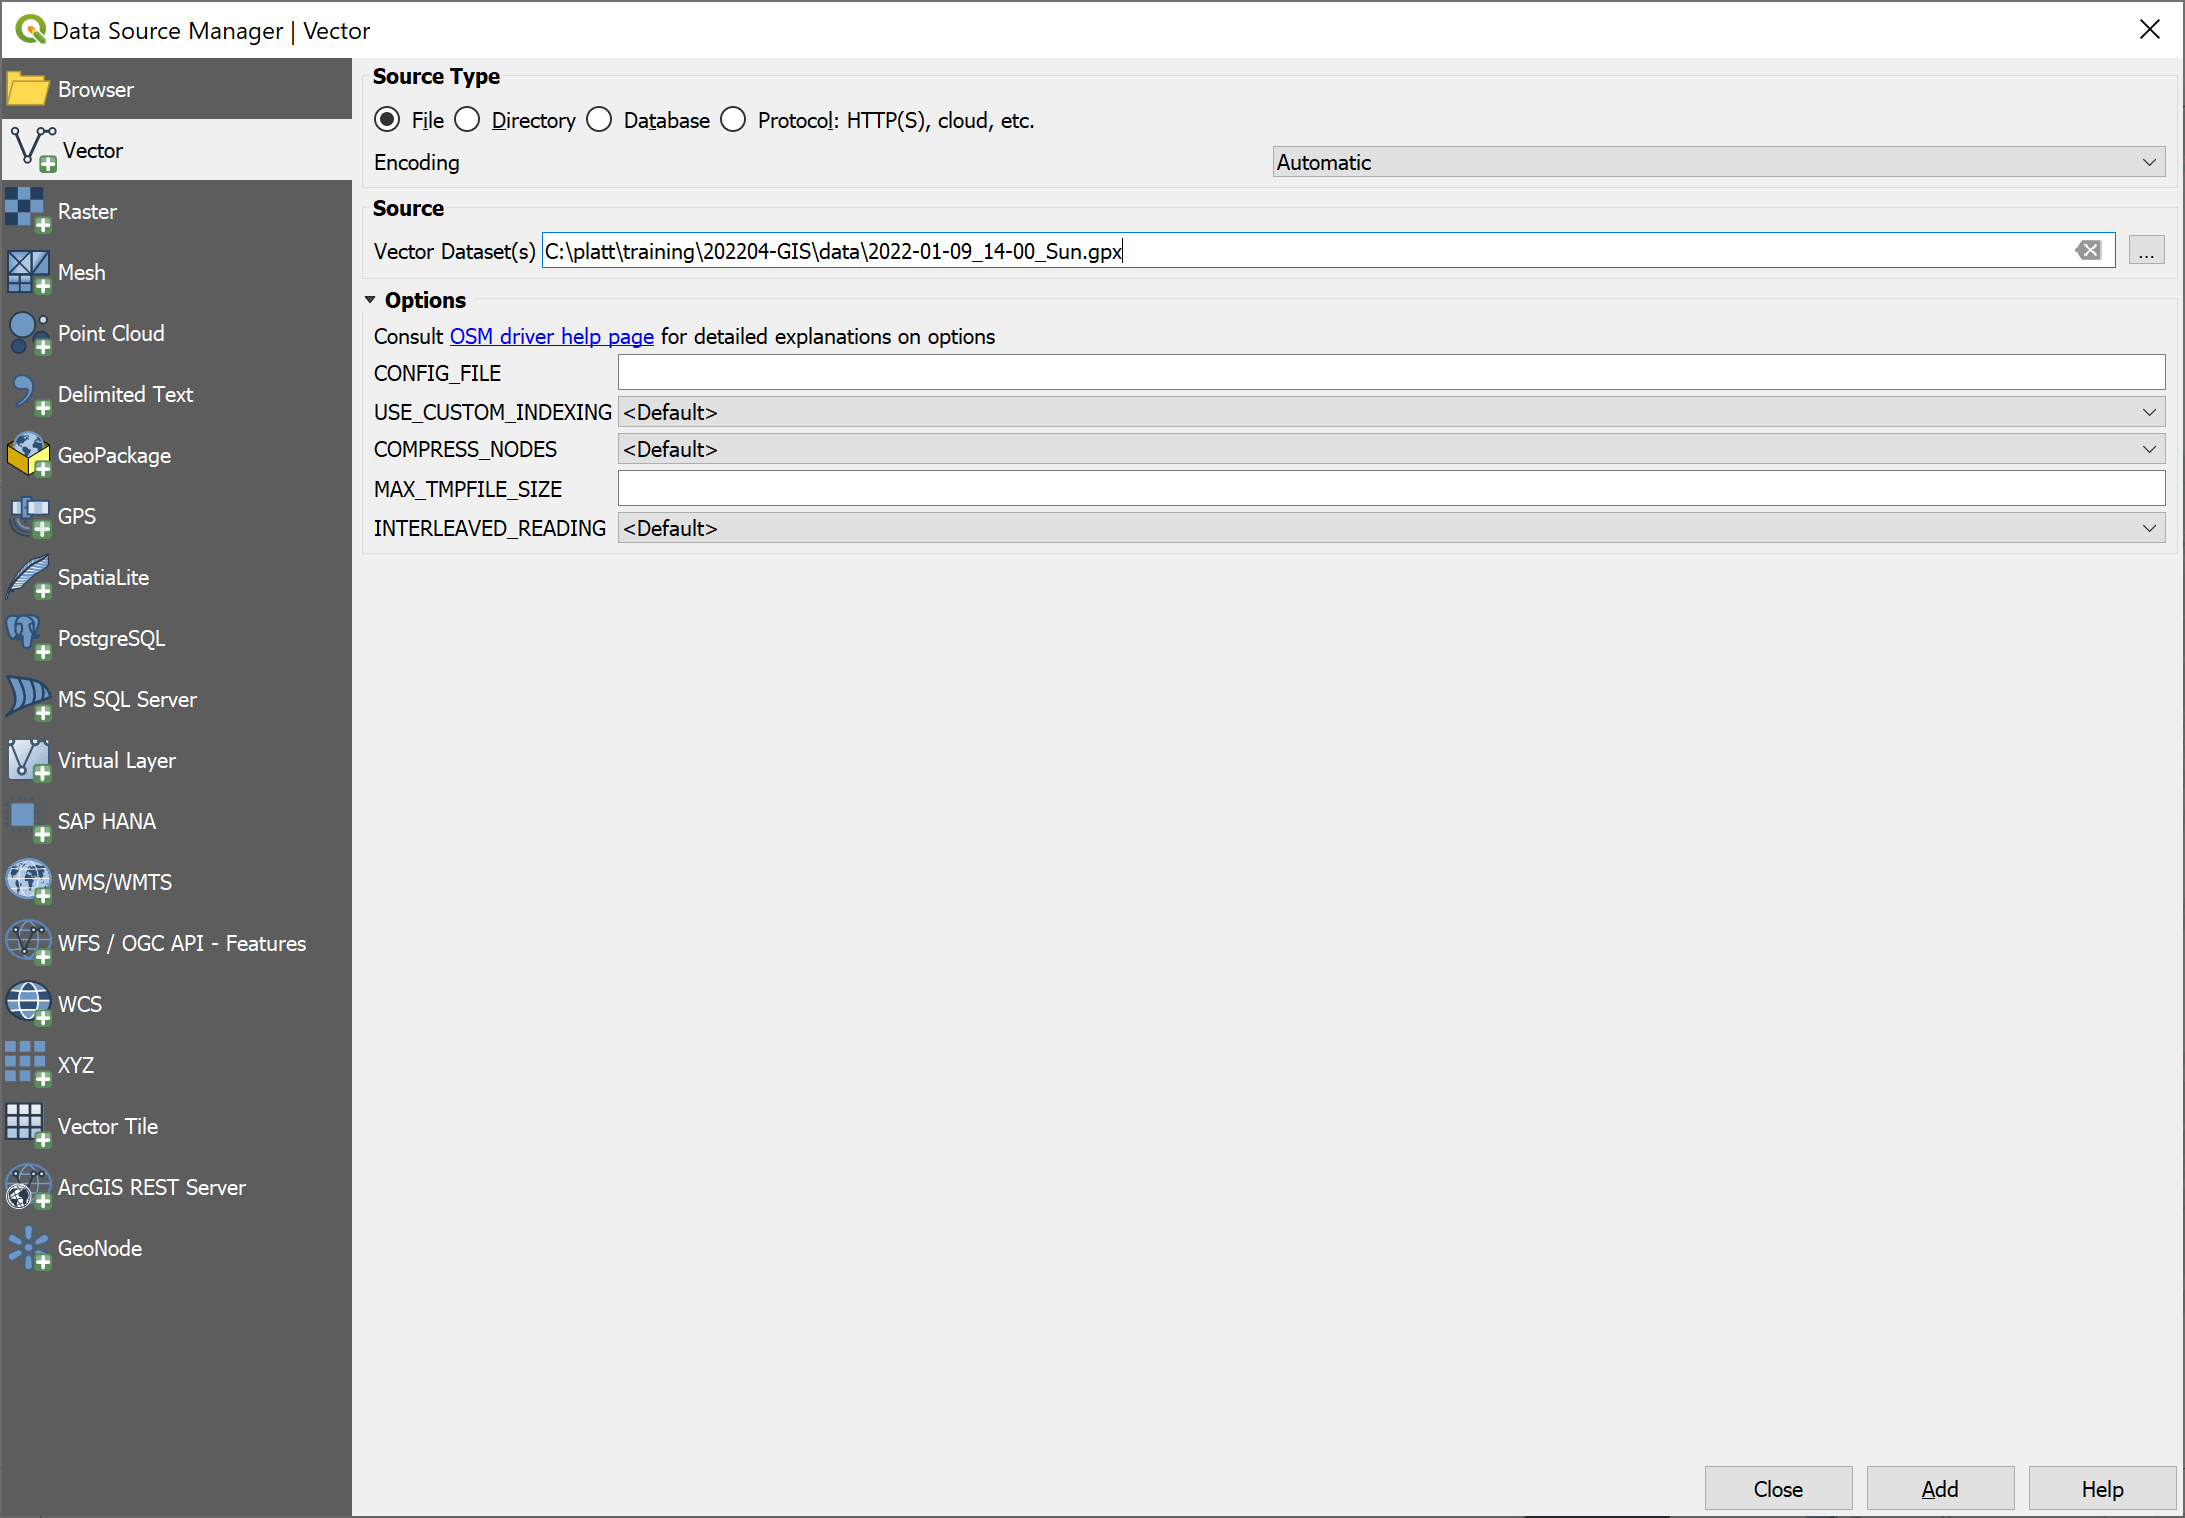 Data Source Manager | Vector
Browser
Vector
Raster
Mesh
Point Cloud
Delimited Text
GeoPackage
GPS
SpatiaLite
PostgreSQL
MS SQL Server
Virtual Layer
SAP HANA
WMS/WMTS
WFS / OGC API - Features
WCS
XYZ
Vector Tile
ArcGIS REST Server
GeoNode
Source Type
File Directory Database Protocol: HTTP(S), cloud, etc.
Encoding Automatic
Source
Vector Dataset(s) C:\platt\training\202204-GIS\data\2022-01-09_14-00_Sun.gpx ...
Options
Consult OSM driver help page for detailed explanations on options
CONFIG_FILE
USE_CUSTOM_INDEXING <Default>
COMPRESS_NODES <Default>
MAX_TMPFILE_SIZE
INTERLEAVED_READING <Default>
Close Add Help